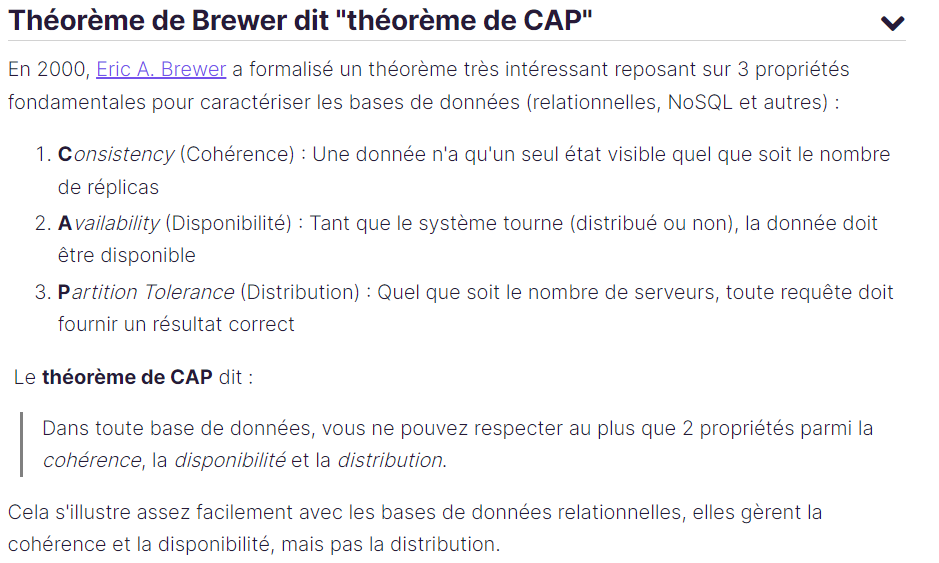 Théorème de Brewer dit "théorème de CAP"
En 2000, Eric A. Brewer a formalisé un théorème très intéressant reposant sur 3 propriétés
fondamentales pour caractériser les bases de données (relationnelles, NoSQL et autres) :
1. Consistency (Cohérence) : Une donnée n'a qu'un seul état visible quel que soit le nombre
de réplicas
2. Availability (Disponibilité) : Tant que le système tourne (distribué ou non), la donnée doit
être disponible
3. Partition Tolerance (Distribution) : Quel que soit le nombre de serveurs, toute requête doit
fournir un résultat correct
Le théorème de CAP dit :
Dans toute base de données, vous ne pouvez respecter au plus que 2 propriétés parmi la
cohérence, la disponibilité et la distribution.
Cela s'illustre assez facilement avec les bases de données relationnelles, elles gèrent la
cohérence et la disponibilité, mais pas la distribution.